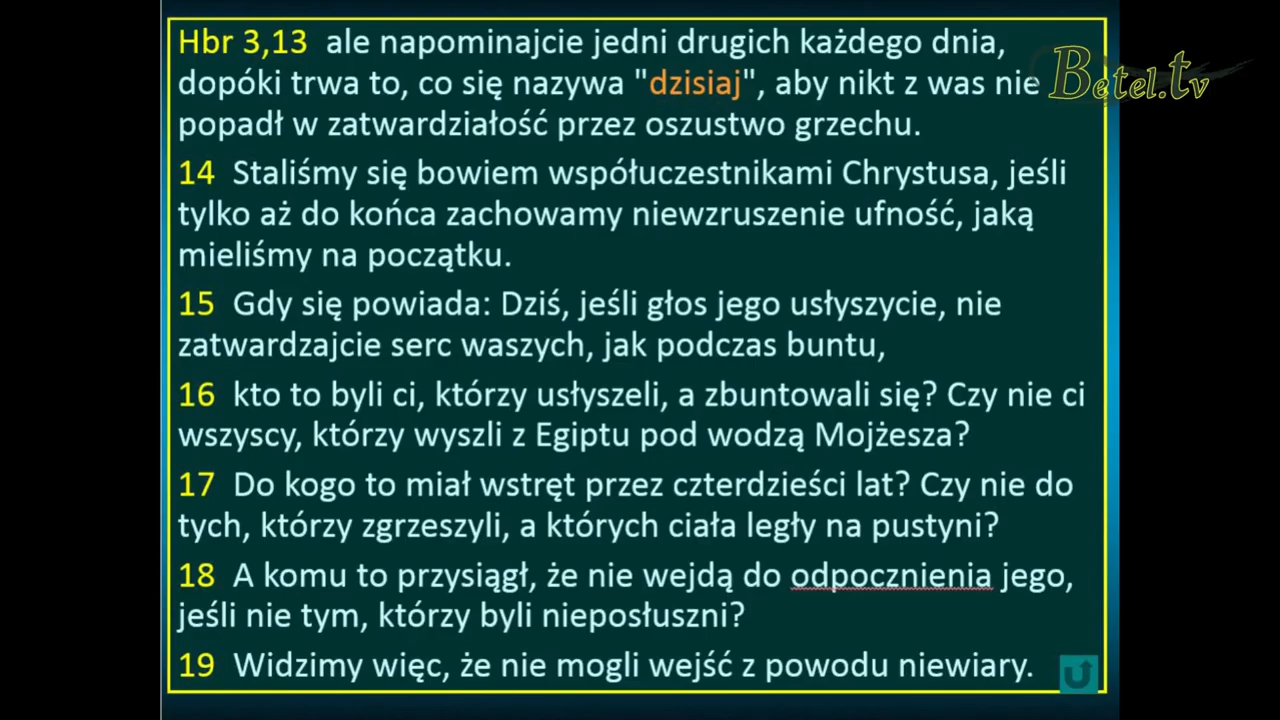 Hbr 3,13 ale napominajcie jedni drugich każdego dnia,
dopóki trwa to, co się nazywa "dzisiaj", aby nikt z was nie
popadł w zatwardziałość przez oszustwo grzechu.
14 Staliśmy się bowiem współuczestnikami Chrystusa, jeśli
tylko aż do końca zachowamy niewzruszenie ufność, jaką
mieliśmy na początku.
15 Gdy się powiada: Dziś, jeśli głos jego usłyszycie, nie
zatwardzajcie serc waszych, jak podczas buntu,
16 kto to byli ci, którzy usłyszeli, a zbuntowali się? Czy nie ci
wszyscy, którzy wyszli z Egiptu pod wodzą Mojżesza?
17 Do kogo to miał wstręt przez czterdzieści lat? Czy nie do
tych, którzy zgrzeszyli, a których ciała legły na pustyni?
18 A komu to przysiągł, że nie wejdą do odpocznienia jego,
jeśli nie tym, którzy byli nieposłuszni?
19 Widzimy więc, że nie mogli wejść z powodu niewiary.
Betel.tv